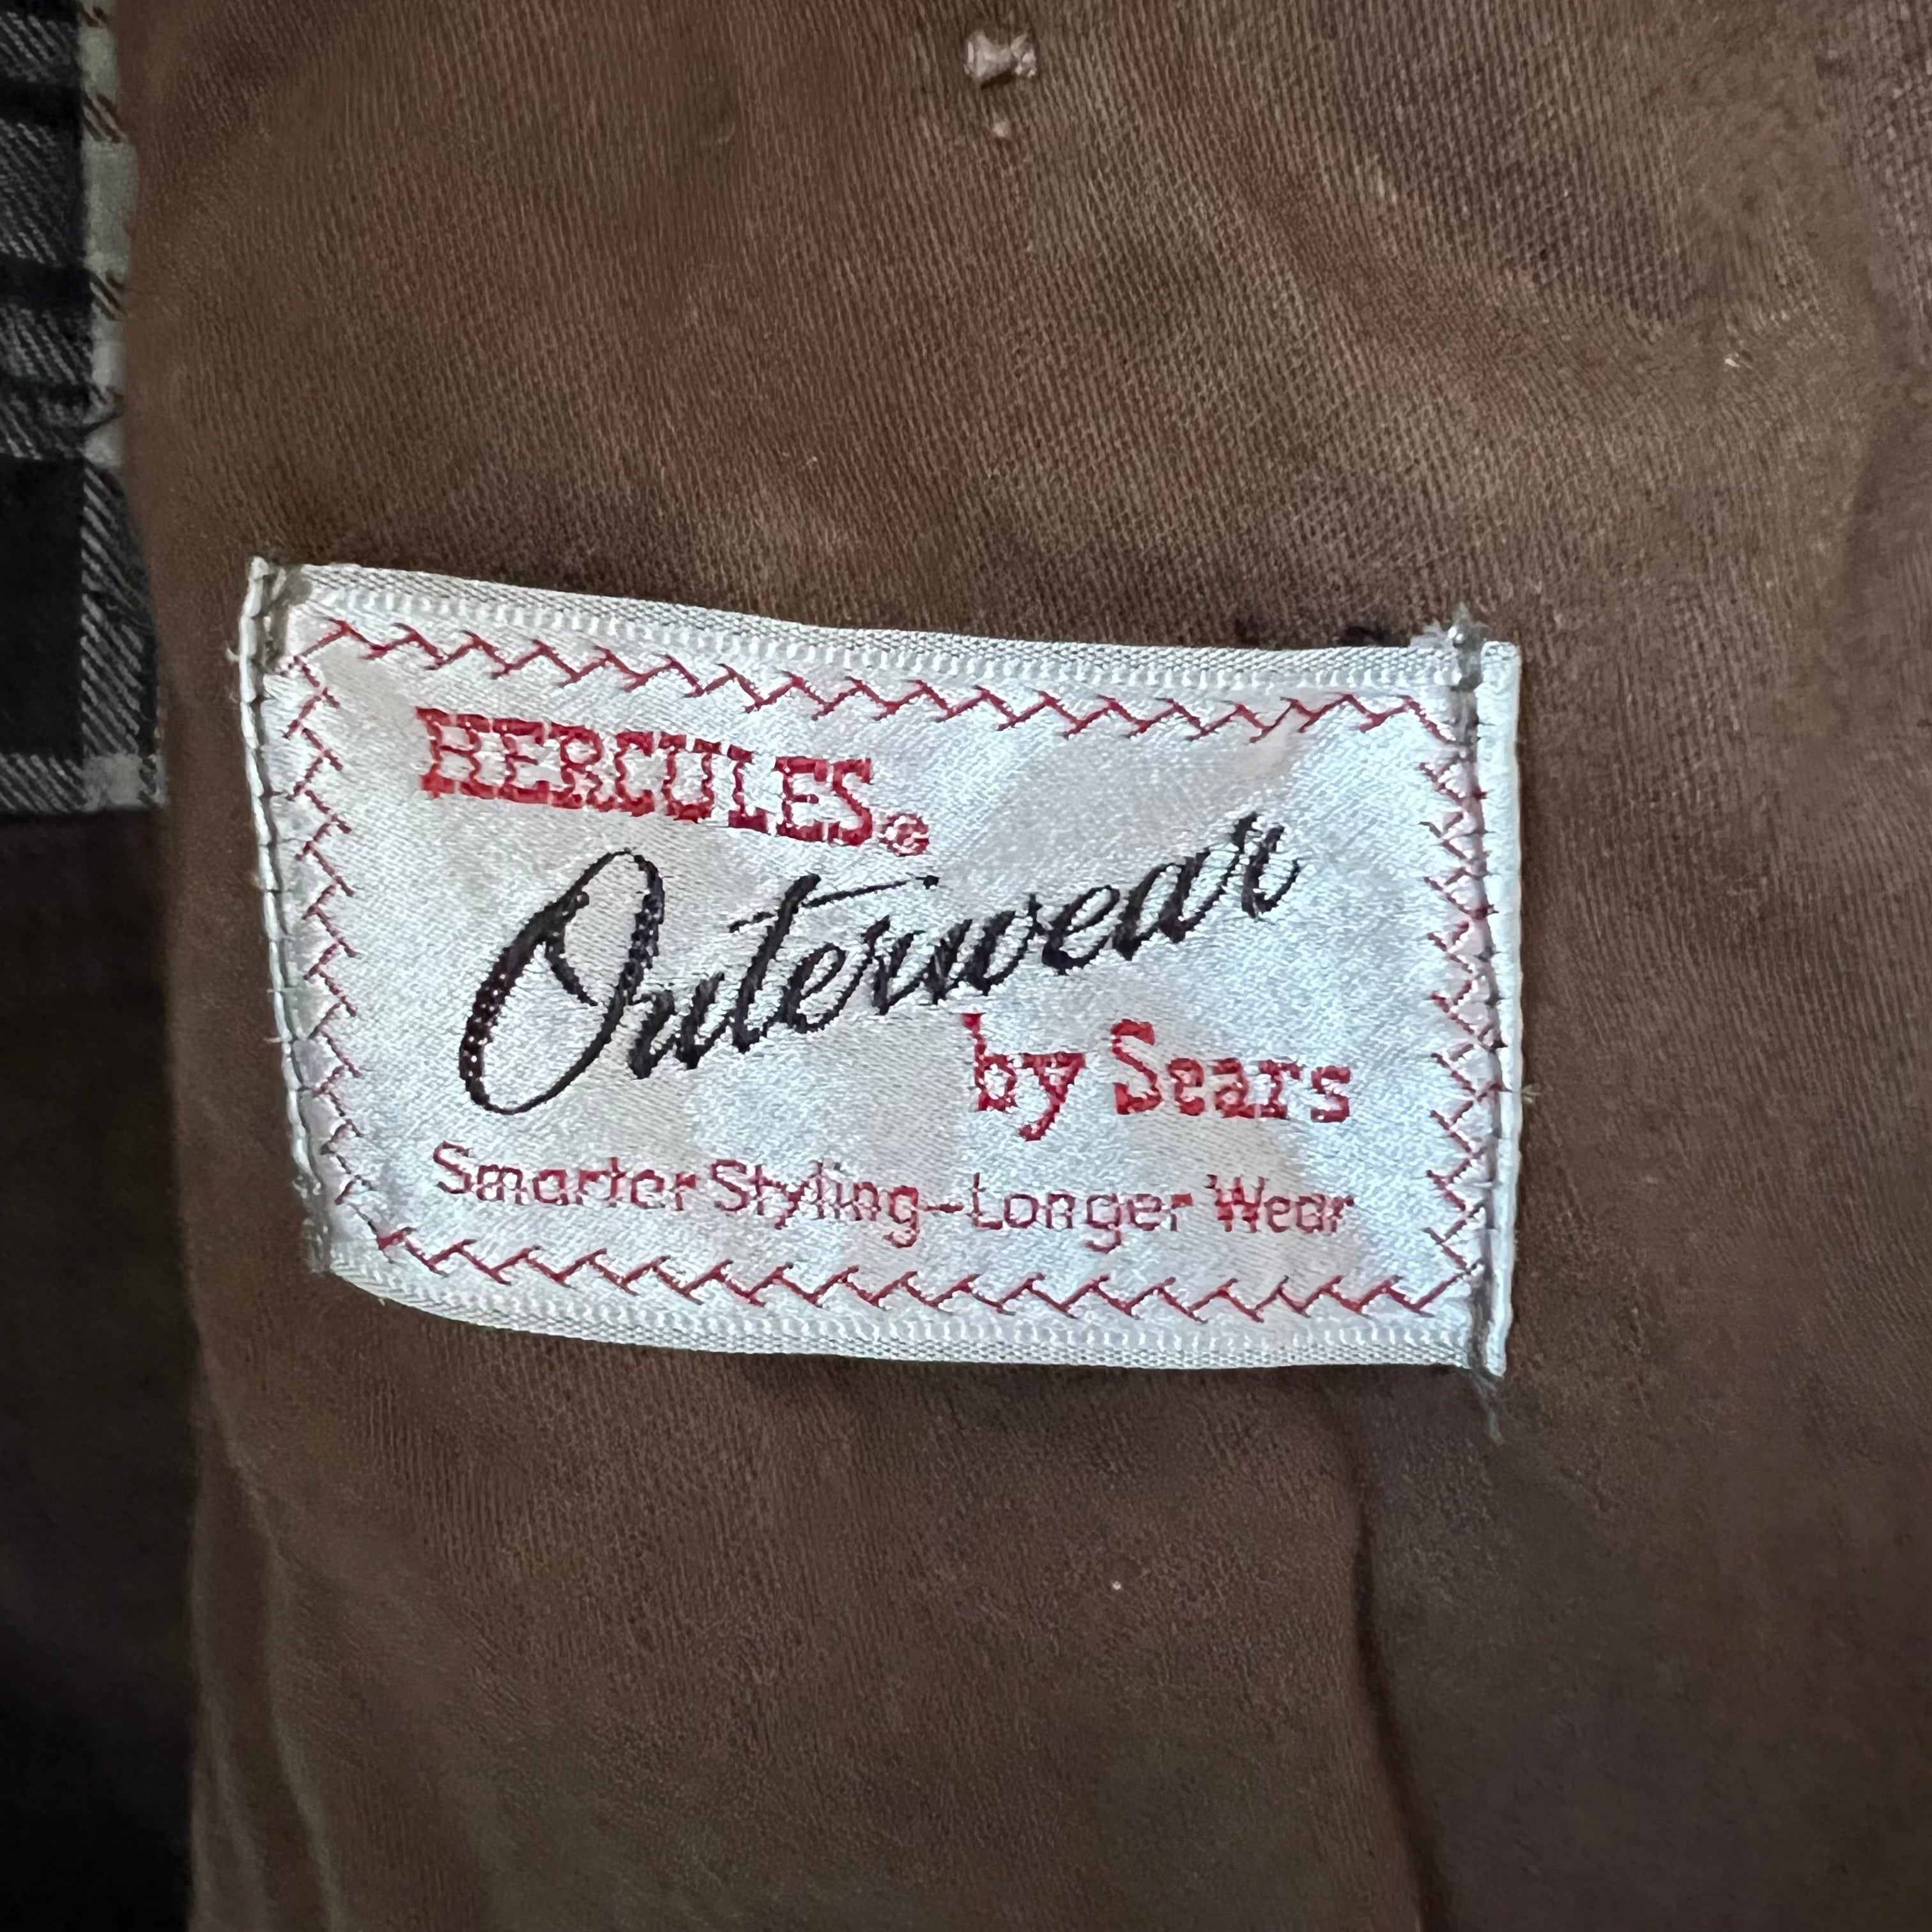 HERCULES®
Outerwear
by Sears
Smarter Styling—Longer Wear